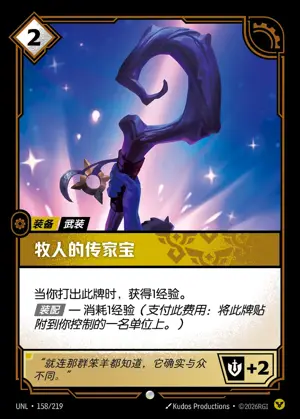 2
装备 武装
牧人的传家宝
当你打出此牌时，获得1经验。
装配 — 消耗1经验（支付此费用：将此牌贴
附到你控制的一名单位上。）
"就连那群笨羊都知道，它确实与众
不同。"
+2
UNL · 158/219
Kudos Productions ©2026RGI